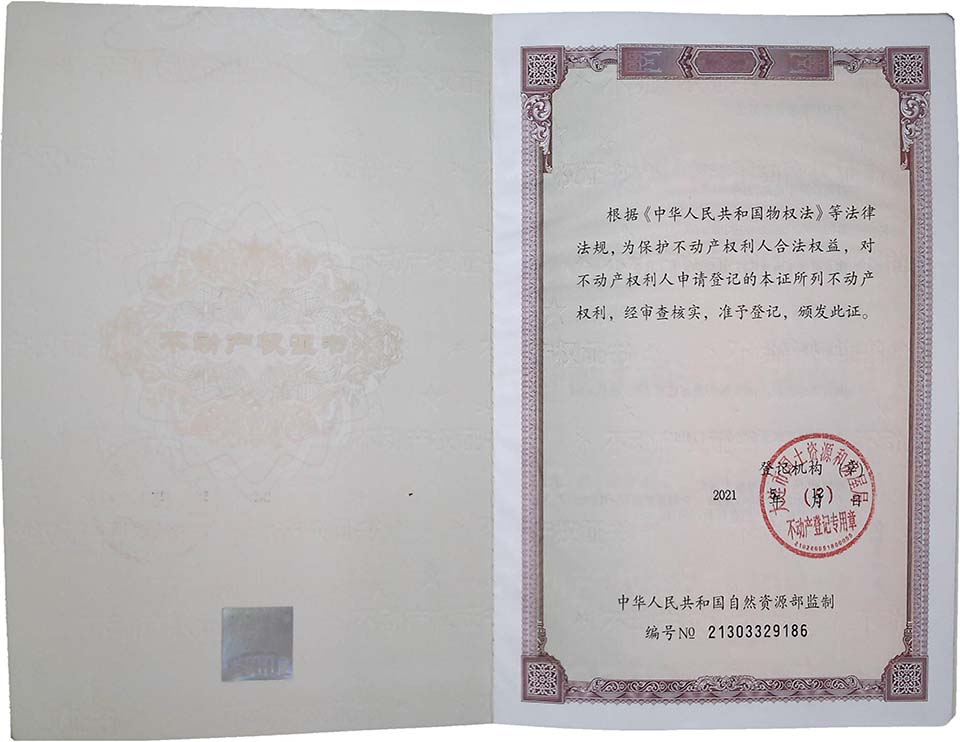 不动产权证书
根据《中华人民共和国物权法》等法律
法规，为保护不动产权利人合法权益，对
不动产权利人申请登记的本证所列不动产
权利，经审查核实，准予登记，颁发此证。
登记机构（章）
2021 年 月 日
不动产登记专用章
中华人民共和国自然资源部监制
编号№ 21303329186